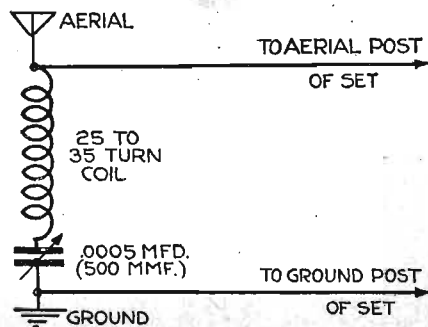 AERIAL
TO AERIAL POST
OF SET
25 TO
35 TURN
COIL
.0005 MFD.
(500 MMF.)
TO GROUND POST
OF SET
GROUND